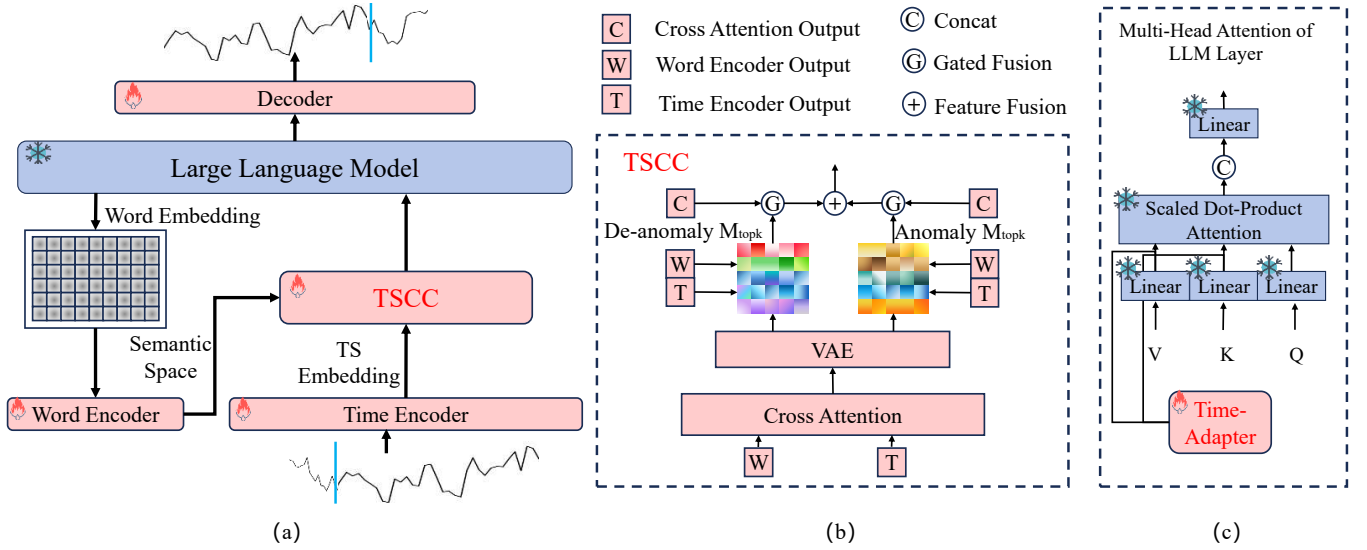 Decoder
Large Language Model
Word Embedding
TSCC
Semantic
Space
TS
Embedding
Word Encoder
Time Encoder
(a)
C
Cross Attention Output
W
Word Encoder Output
T
Time Encoder Output
C
Concat
G
Gated Fusion
+
Feature Fusion
TSCC
C
G
+
G
C
De-anomaly Mtopk
Anomaly Mtopk
W
T
W
T
VAE
Cross Attention
W
T
(b)
Multi-Head Attention of
LLM Layer
Linear
C
Scaled Dot-Product
Attention
Linear
Linear
Linear
V
K
Q
Time-
Adapter
(c)